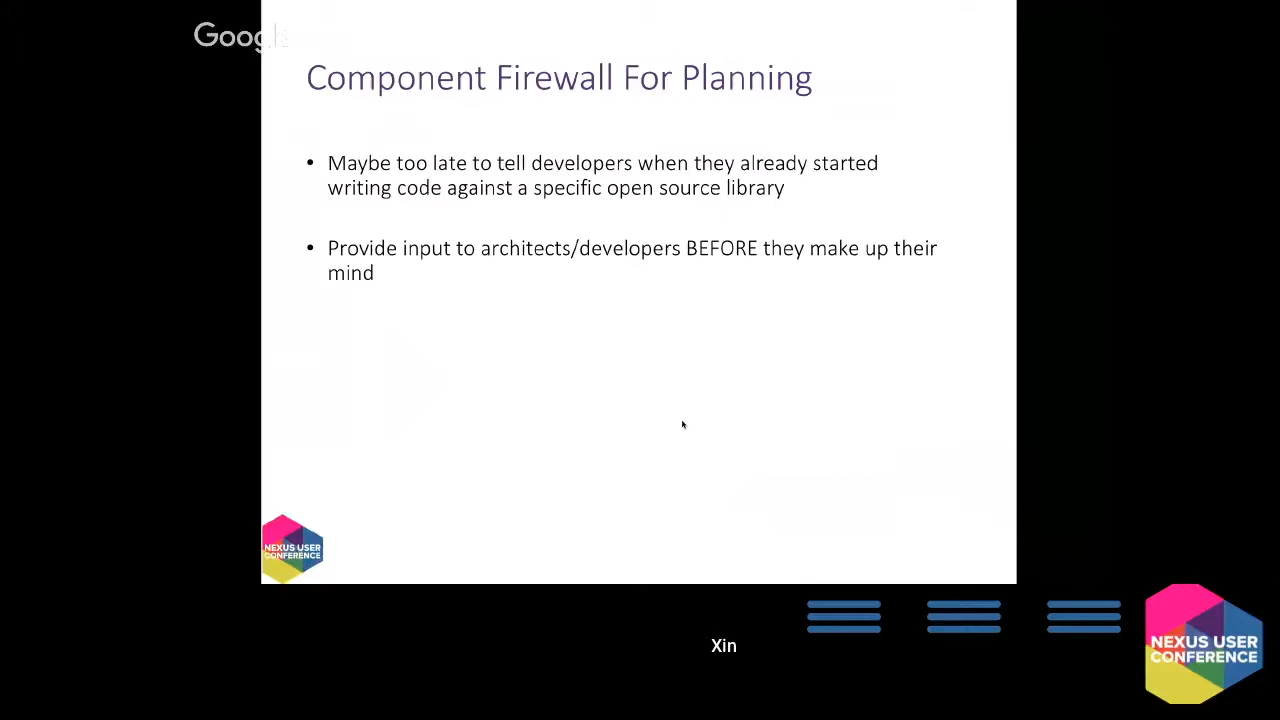 Google
Component Firewall For Planning
• Maybe too late to tell developers when they already started
writing code against a specific open source library
• Provide input to architects/developers BEFORE they make up their
mind
NEXUS USER
CONFERENCE
Xin
NEXUS USER
CONFERENCE